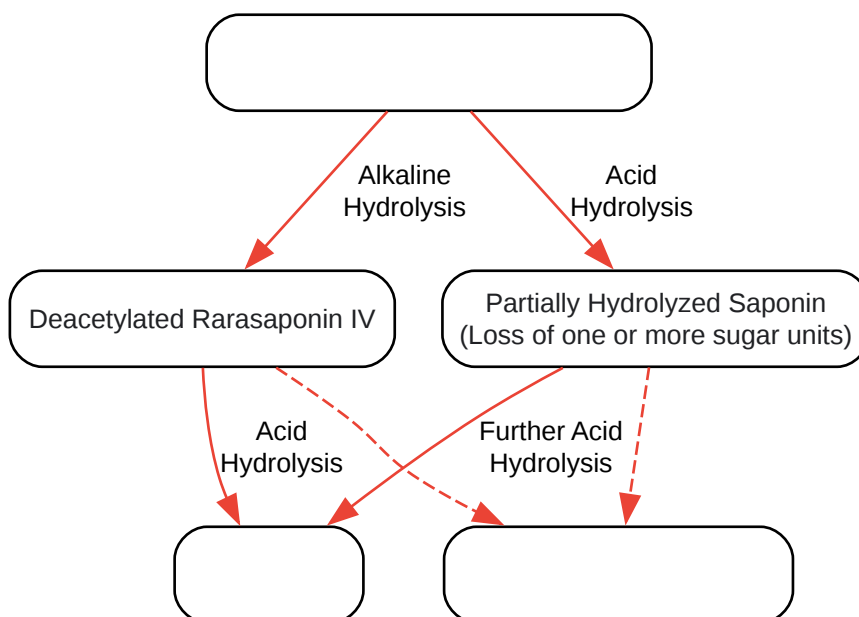 Alkaline
Hydrolysis
Acid
Hydrolysis
Deacetylated Rarasaponin IV
Partially Hydrolyzed Saponin
(Loss of one or more sugar units)
Acid
Hydrolysis
Further Acid
Hydrolysis